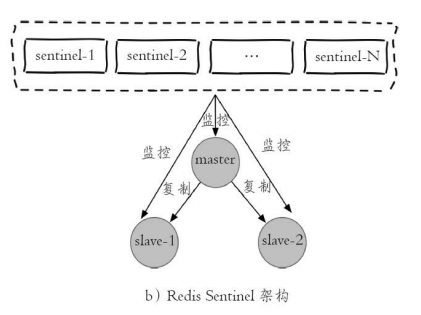 sentinel-1 sentinel-2 … sentinel-N
监控
监控 监控
master
复制 复制
slave-1 slave-2
b）Redis Sentinel 架构